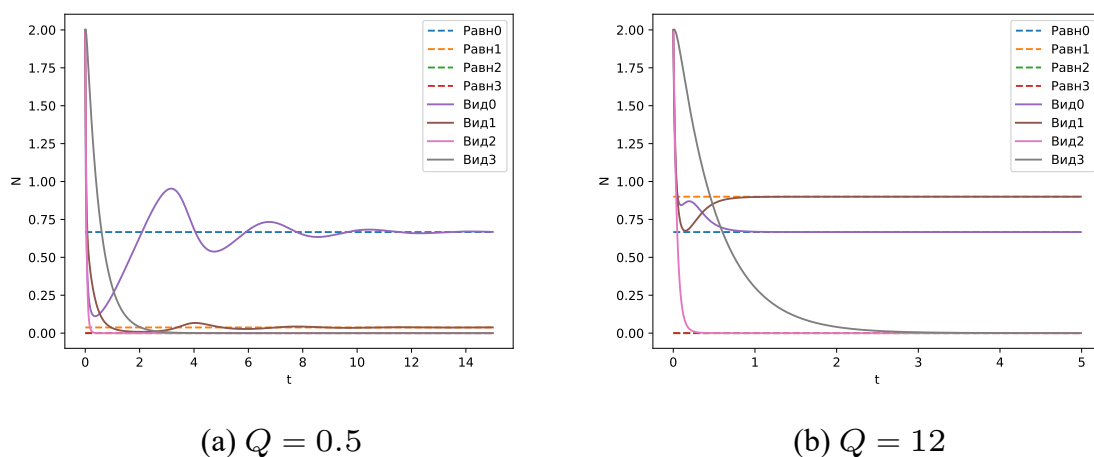 2.00
1.75
1.50
1.25
1.00
0.75
0.50
0.25
0.00
N
0 2 4 6 8 10 12 14
t
Равн0
Равн1
Равн2
Равн3
Вид0
Вид1
Вид2
Вид3
(a) Q = 0.5
2.00
1.75
1.50
1.25
1.00
0.75
0.50
0.25
0.00
N
0 1 2 3 4 5
t
Равн0
Равн1
Равн2
Равн3
Вид0
Вид1
Вид2
Вид3
(b) Q = 12